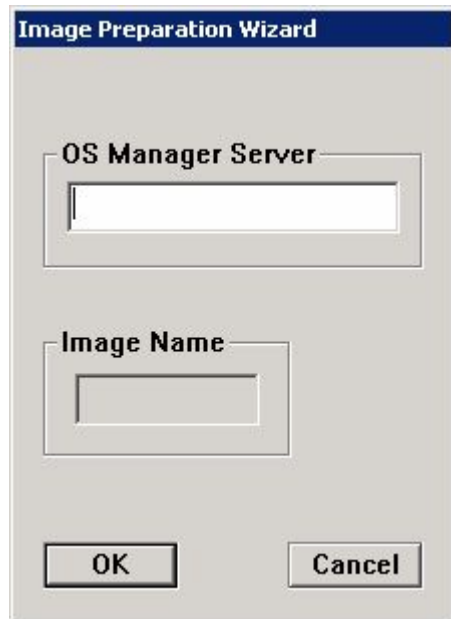 Image Preparation Wizard
OS Manager Server
Image Name
OK
Cancel